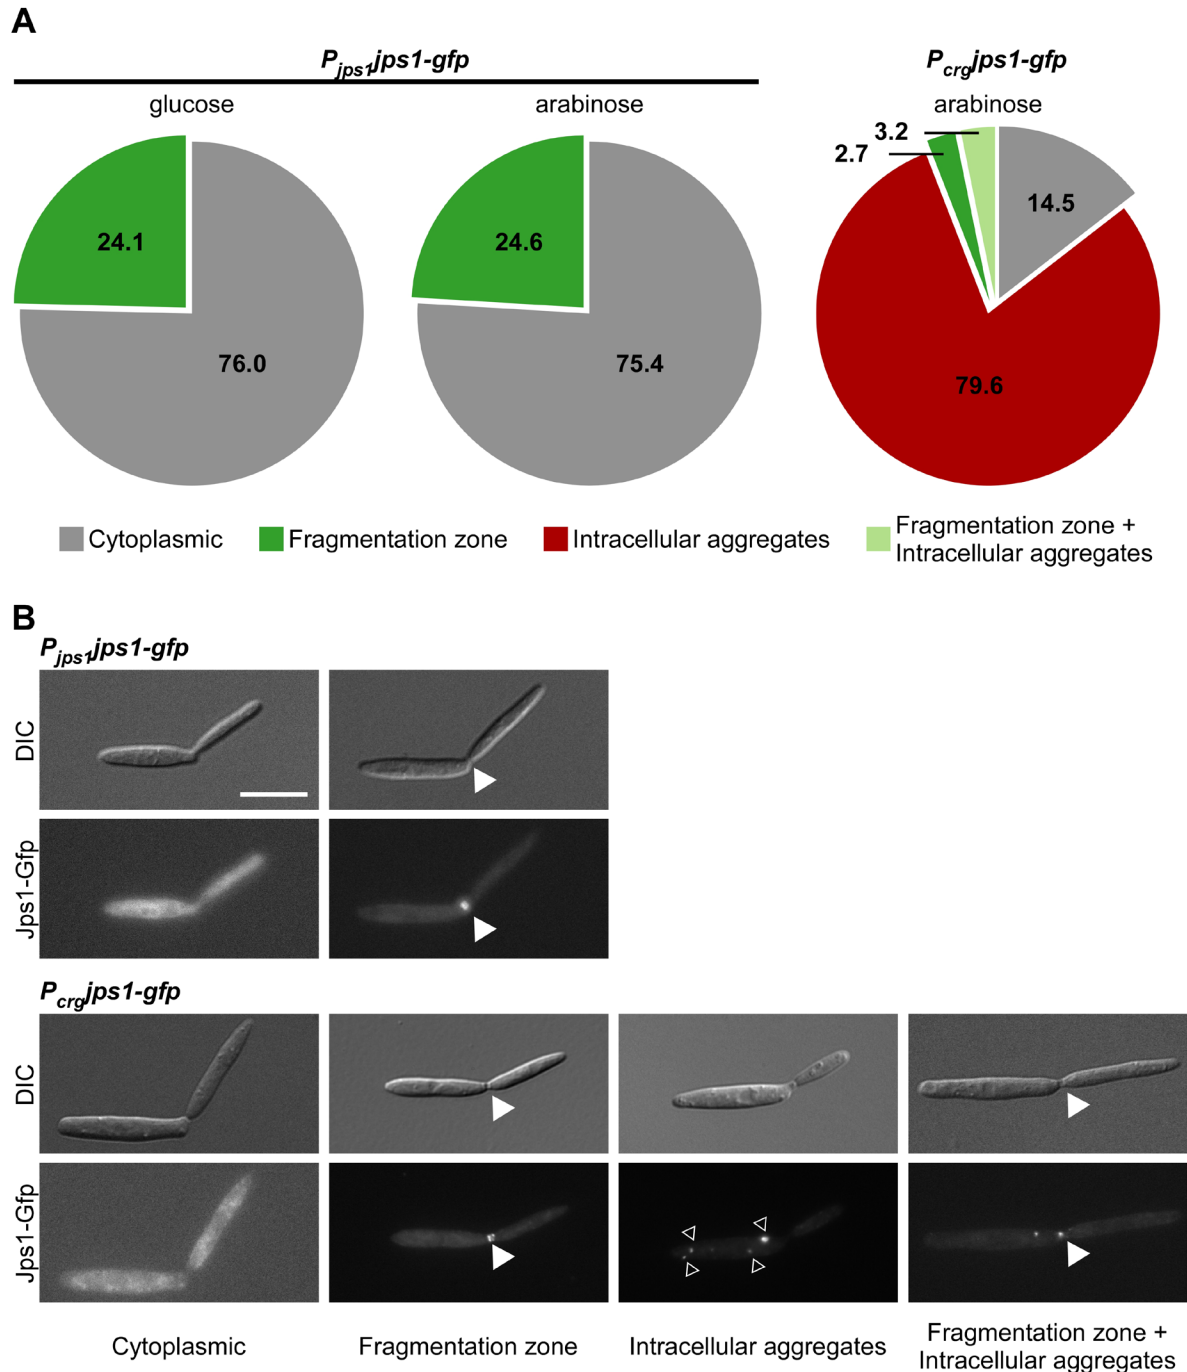 A
Pjps1jps1-gfp
Pcrgjps1-gfp
glucose
arabinose
arabinose
3.2
2.7
14.5
24.1
24.6
76.0
75.4
79.6
Cytoplasmic
Fragmentation zone
Intracellular aggregates
Fragmentation zone +
Intracellular aggregates
B
Pjps1jps1-gfp
DIC
Jps1-Gfp
Pcrgjps1-gfp
DIC
Jps1-Gfp
Cytoplasmic
Fragmentation zone
Intracellular aggregates
Fragmentation zone +
Intracellular aggregates